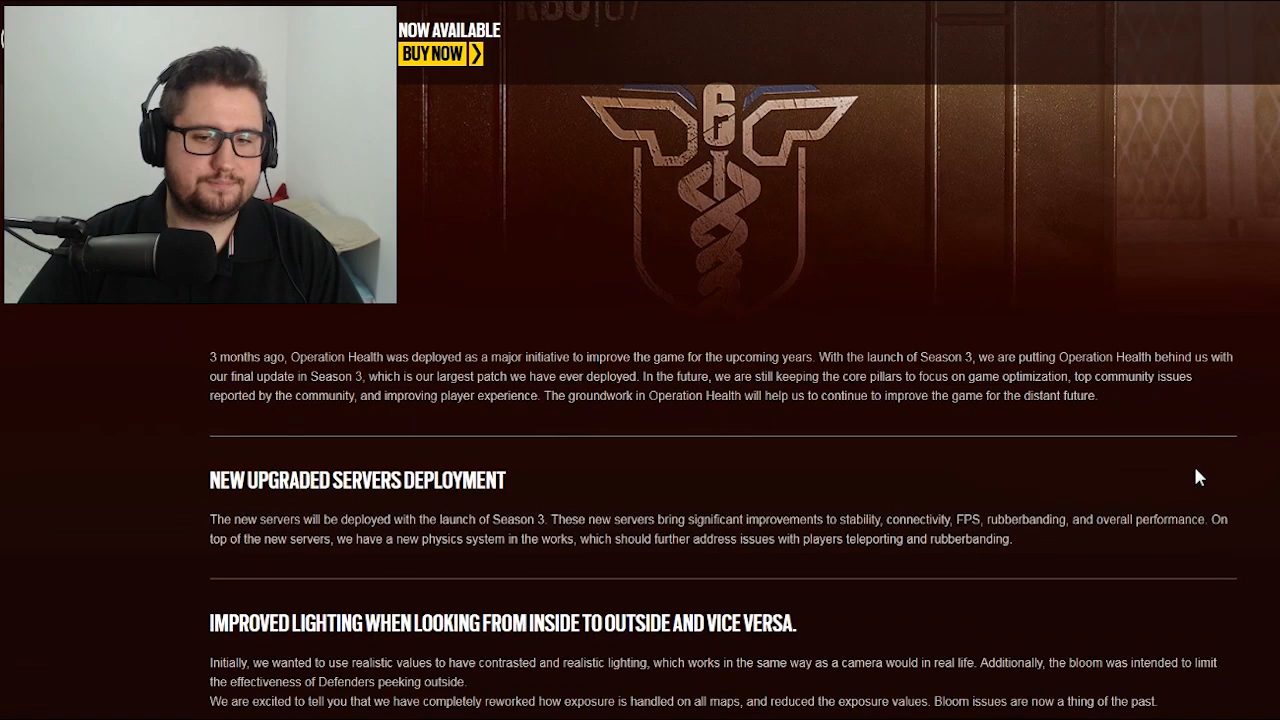 NOW AVAILABLE
BUY NOW
6
3 months ago, Operation Health was deployed as a major initiative to improve the game for the upcoming years. With the launch of Season 3, we are putting Operation Health behind us with
our final update in Season 3, which is our largest patch we have ever deployed. In the future, we are still keeping the core pillars to focus on game optimization, top community issues
reported by the community, and improving player experience. The groundwork in Operation Health will help us to continue to improve the game for the distant future.
NEW UPGRADED SERVERS DEPLOYMENT
The new servers will be deployed with the launch of Season 3. These new servers bring significant improvements to stability, connectivity, FPS, rubberbanding, and overall performance. On
top of the new servers, we have a new physics system in the works, which should further address issues with players teleporting and rubberbanding.
IMPROVED LIGHTING WHEN LOOKING FROM INSIDE TO OUTSIDE AND VICE VERSA.
Initially, we wanted to use realistic values to have contrasted and realistic lighting, which works in the same way as a camera would in real life. Additionally, the bloom was intended to limit
the effectiveness of Defenders peeking outside.
We are excited to tell you that we have completely reworked how exposure is handled on all maps, and reduced the exposure values. Bloom issues are now a thing of the past.